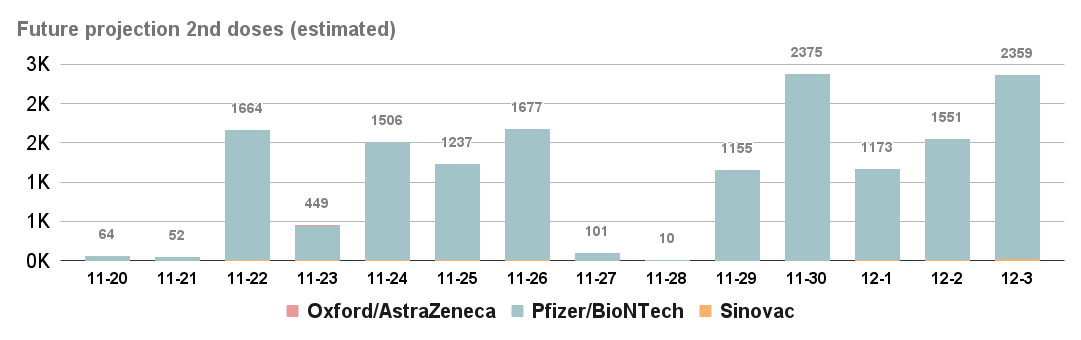 Future projection 2nd doses (estimated)
3K
2K
2K
1K
1K
0K
64
52
1664
449
1506
1237
1677
101
10
1155
2375
1173
1551
2359
11-20 11-21 11-22 11-23 11-24 11-25 11-26 11-27 11-28 11-29 11-30 12-1 12-2 12-3
Oxford/AstraZeneca Pfizer/BioNTech Sinovac